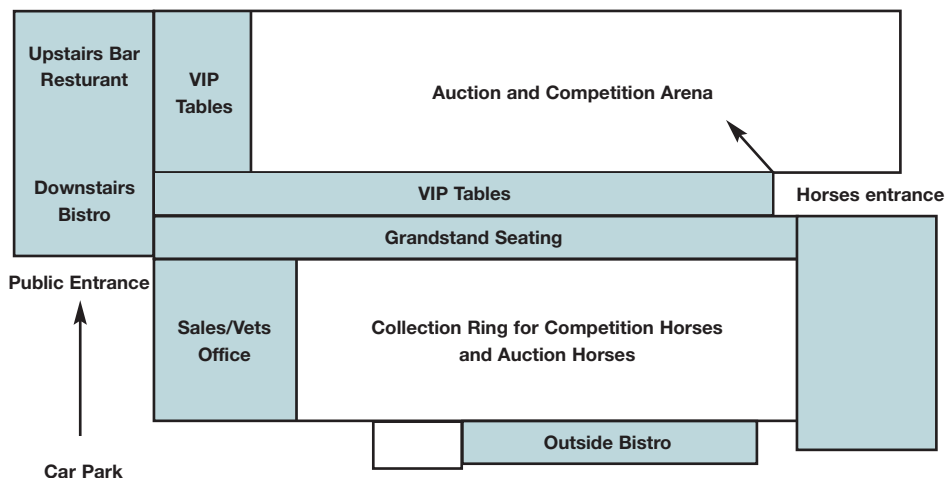 Upstairs Bar
Resturant
VIP
Tables
Auction and Competition Arena
Downstairs
Bistro
VIP Tables
Horses entrance
Grandstand Seating
Public Entrance
Sales/Vets
Office
Collection Ring for Competition Horses
and Auction Horses
Outside Bistro
Car Park